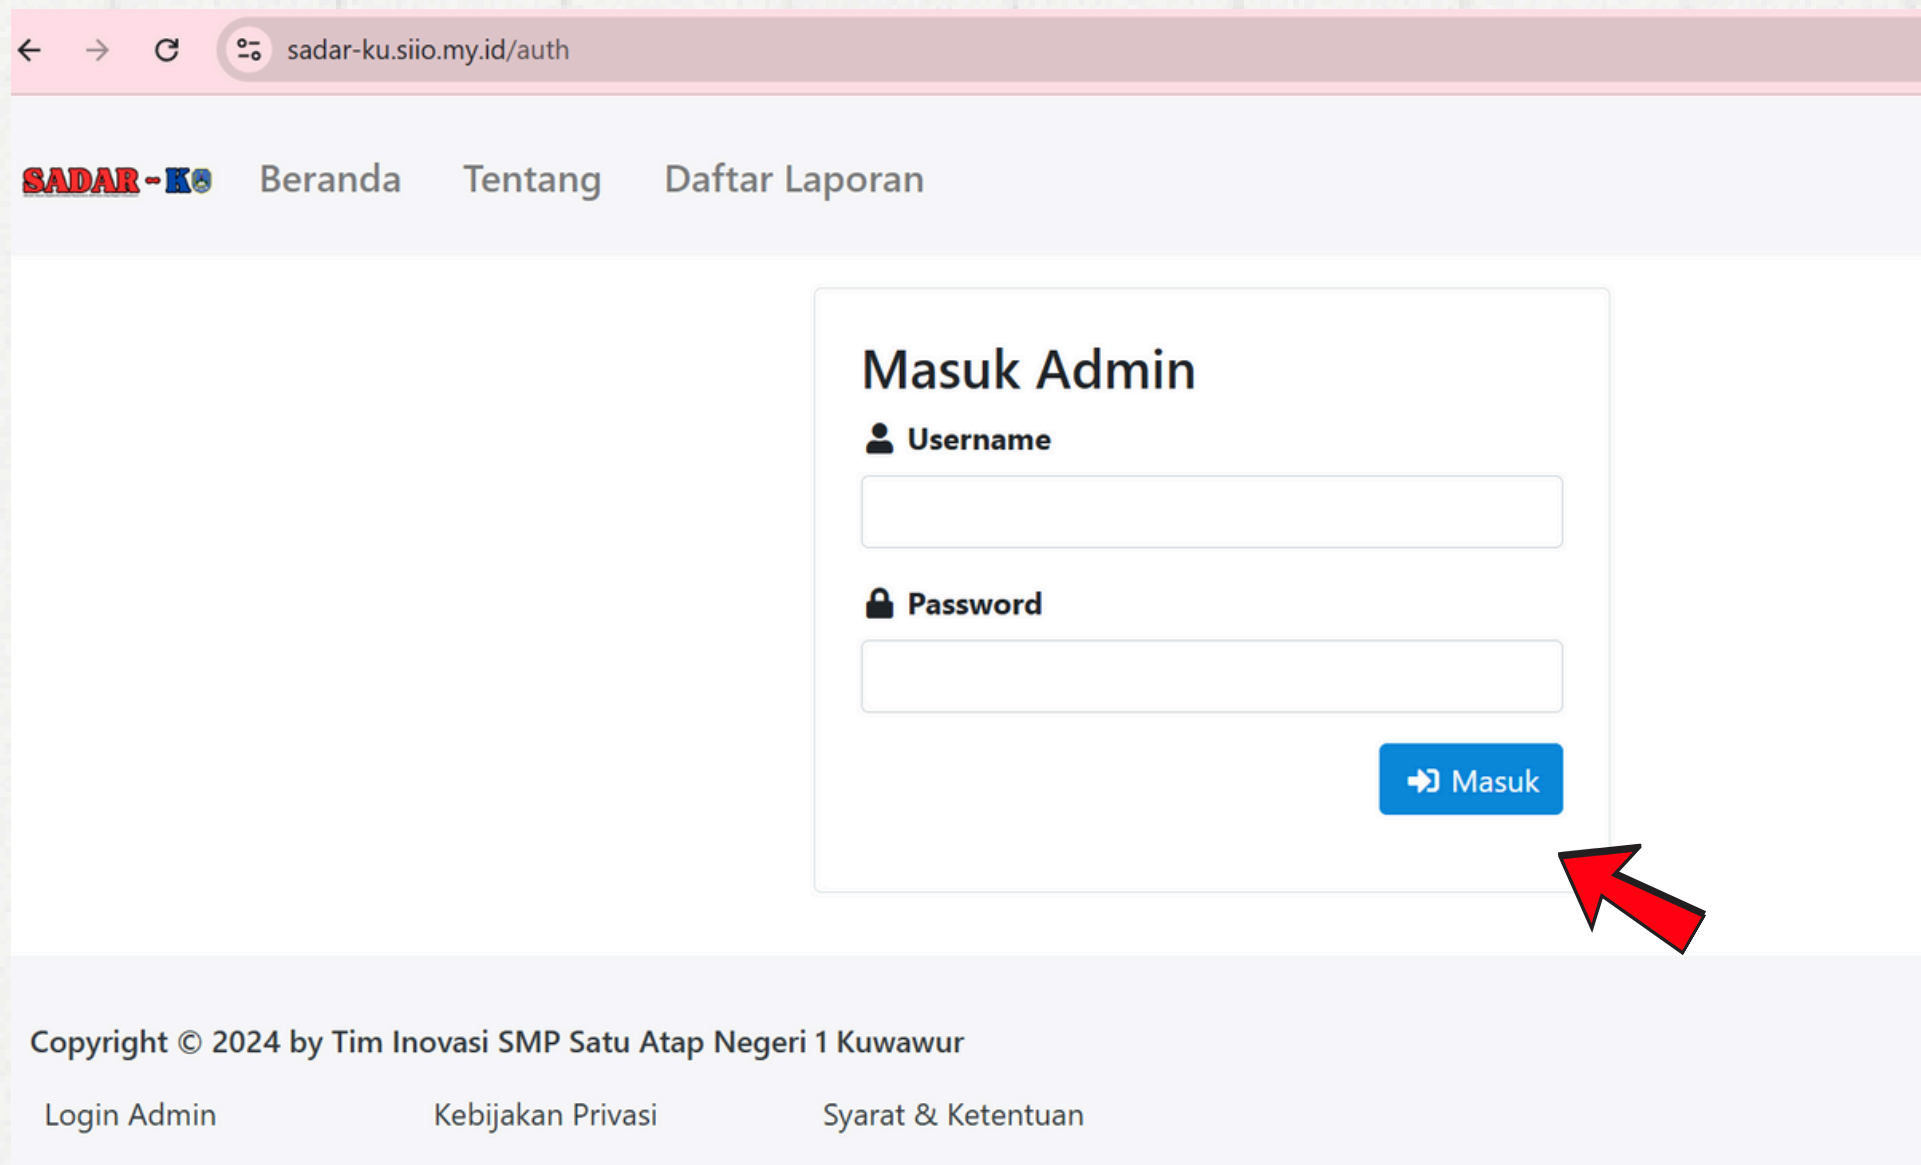 sadar-ku.siio.my.id/auth
SADAR - KU Beranda Tentang Daftar Laporan
Masuk Admin
Username
Password
Masuk
Copyright © 2024 by Tim Inovasi SMP Satu Atap Negeri 1 Kuwawur
Login Admin Kebijakan Privasi Syarat & Ketentuan